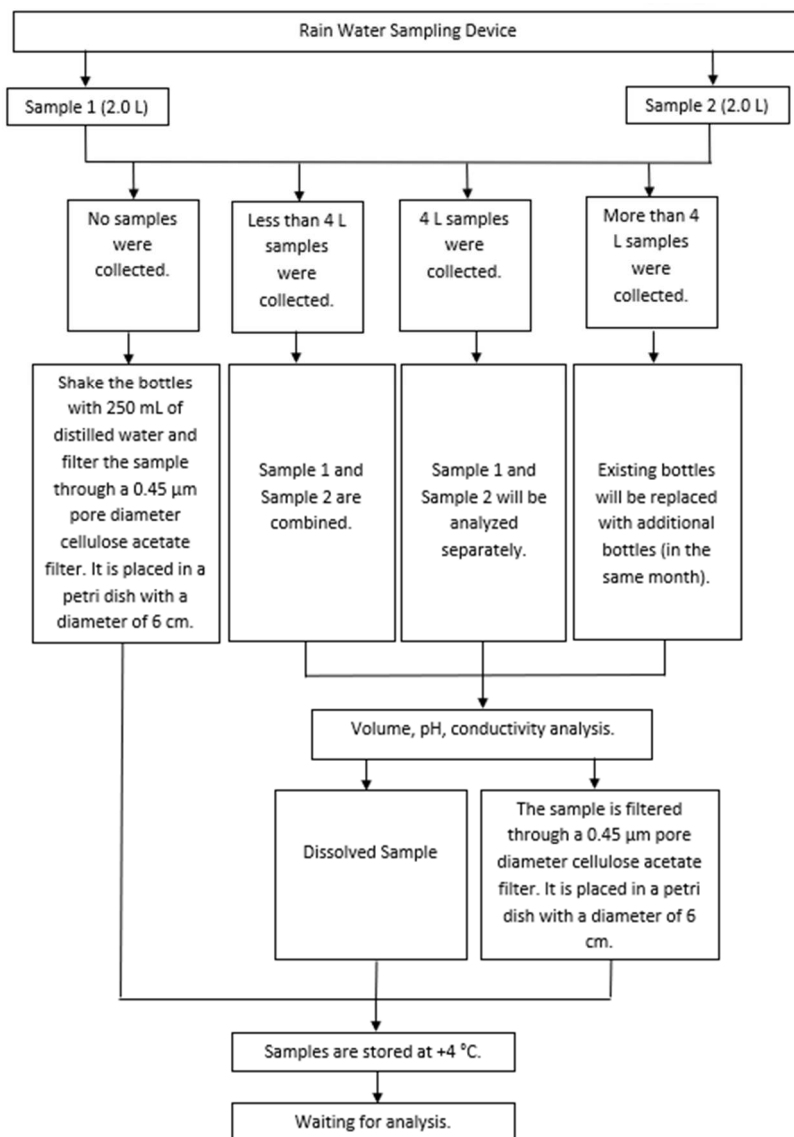 Rain Water Sampling Device
Sample 1 (2.0 L)
Sample 2 (2.0 L)
No samples
were
collected.
Less than 4 L
samples
were
collected.
4 L samples
were
collected.
More than 4
L samples
were
collected.
Shake the bottles
with 250 mL of
distilled water and
filter the sample
through a 0.45 µm
pore diameter
cellulose acetate
filter. It is placed in a
petri dish with a
diameter of 6 cm.
Sample 1 and
Sample 2 are
combined.
Sample 1 and
Sample 2 will be
analyzed
separately.
Existing bottles
will be replaced
with additional
bottles (in the
same month).
Volume, pH, conductivity analysis.
Dissolved Sample
The sample is filtered
through a 0.45 µm pore
diameter cellulose acetate
filter. It is placed in a petri
dish with a diameter of 6
cm.
Samples are stored at +4 °C.
Waiting for analysis.